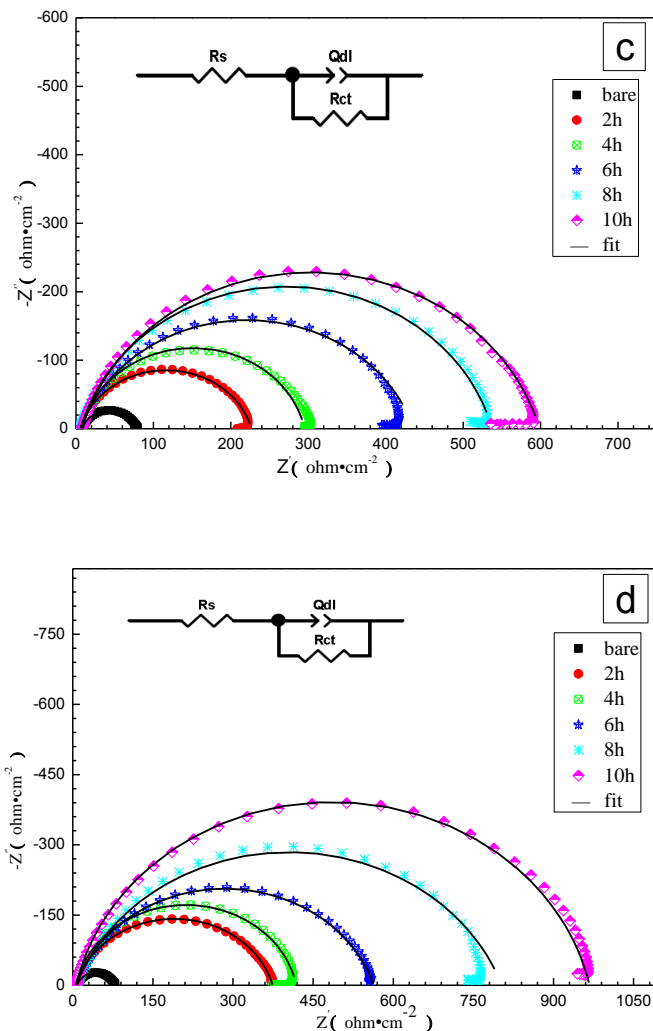 -600
-500
-400
-300
-200
-100
0
-Z''( ohm•cm-2)
0 100 200 300 400 500 600 700
Z'( ohm•cm-2)
Rs Qdl
Rct
c
bare
2h
4h
6h
8h
10h
fit
-750
-600
-450
-300
-150
0
-Z''( ohm•cm-2)
0 150 300 450 600 750 900 1050
Z'( ohm•cm-2)
Rs Qdl
Rct
d
bare
2h
4h
6h
8h
10h
fit